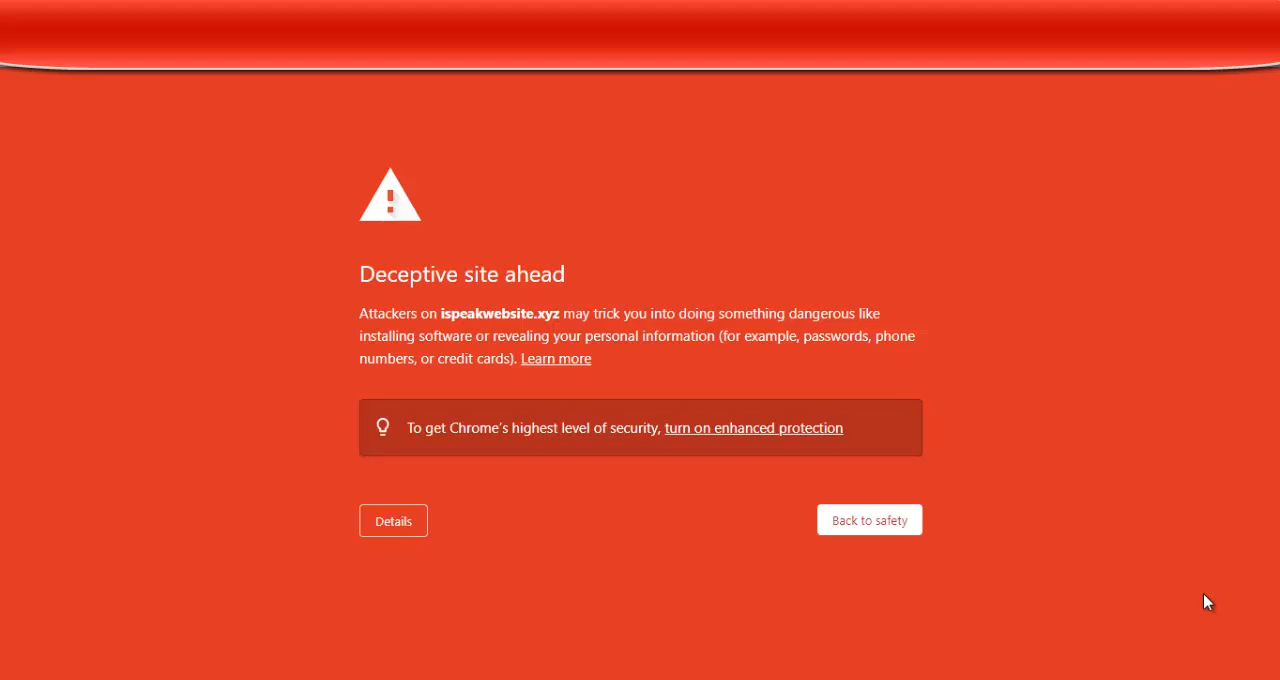 Deceptive site ahead
Attackers on ispeakwebsite.xyz may trick you into doing something dangerous like
installing software or revealing your personal information (for example, passwords, phone
numbers, or credit cards). Learn more
To get Chrome’s highest level of security, turn on enhanced protection
Details
Back to safety